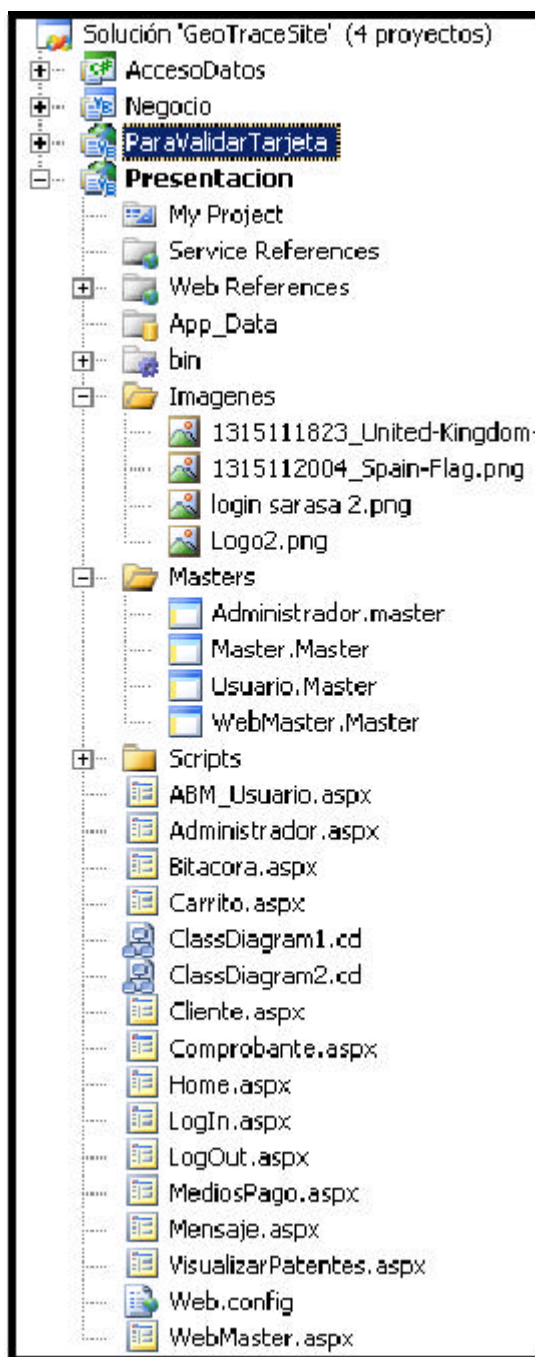 Solución 'GeoTraceSite' (4 proyectos)
AccesoDatos
Negocio
ParaValidarTarjeta
Presentacion
My Project
Service References
Web References
App_Data
bin
Imagenes
1315111823_United-Kingdom-
1315112004_Spain-Flag.png
login sarasa 2.png
Logo2.png
Masters
Administrador.master
Master.Master
Usuario.Master
WebMaster.Master
Scripts
ABM_Usuario.aspx
Administrador.aspx
Bitacora.aspx
Carrito.aspx
ClassDiagram1.cd
ClassDiagram2.cd
Cliente.aspx
Comprobante.aspx
Home.aspx
LogIn.aspx
LogOut.aspx
MediosPago.aspx
Mensaje.aspx
VisualizarPatentes.aspx
Web.config
WebMaster.aspx